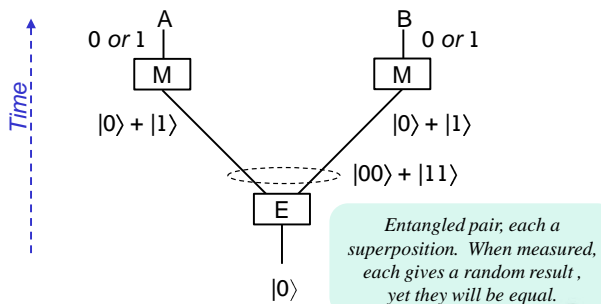 A
B
0 or 1
0 or 1
M
M
Time
|0⟩ + |1⟩
|0⟩ + |1⟩
|00⟩ + |11⟩
E
|0⟩
Entangled pair, each a
superposition. When measured,
each gives a random result ,
yet they will be equal.